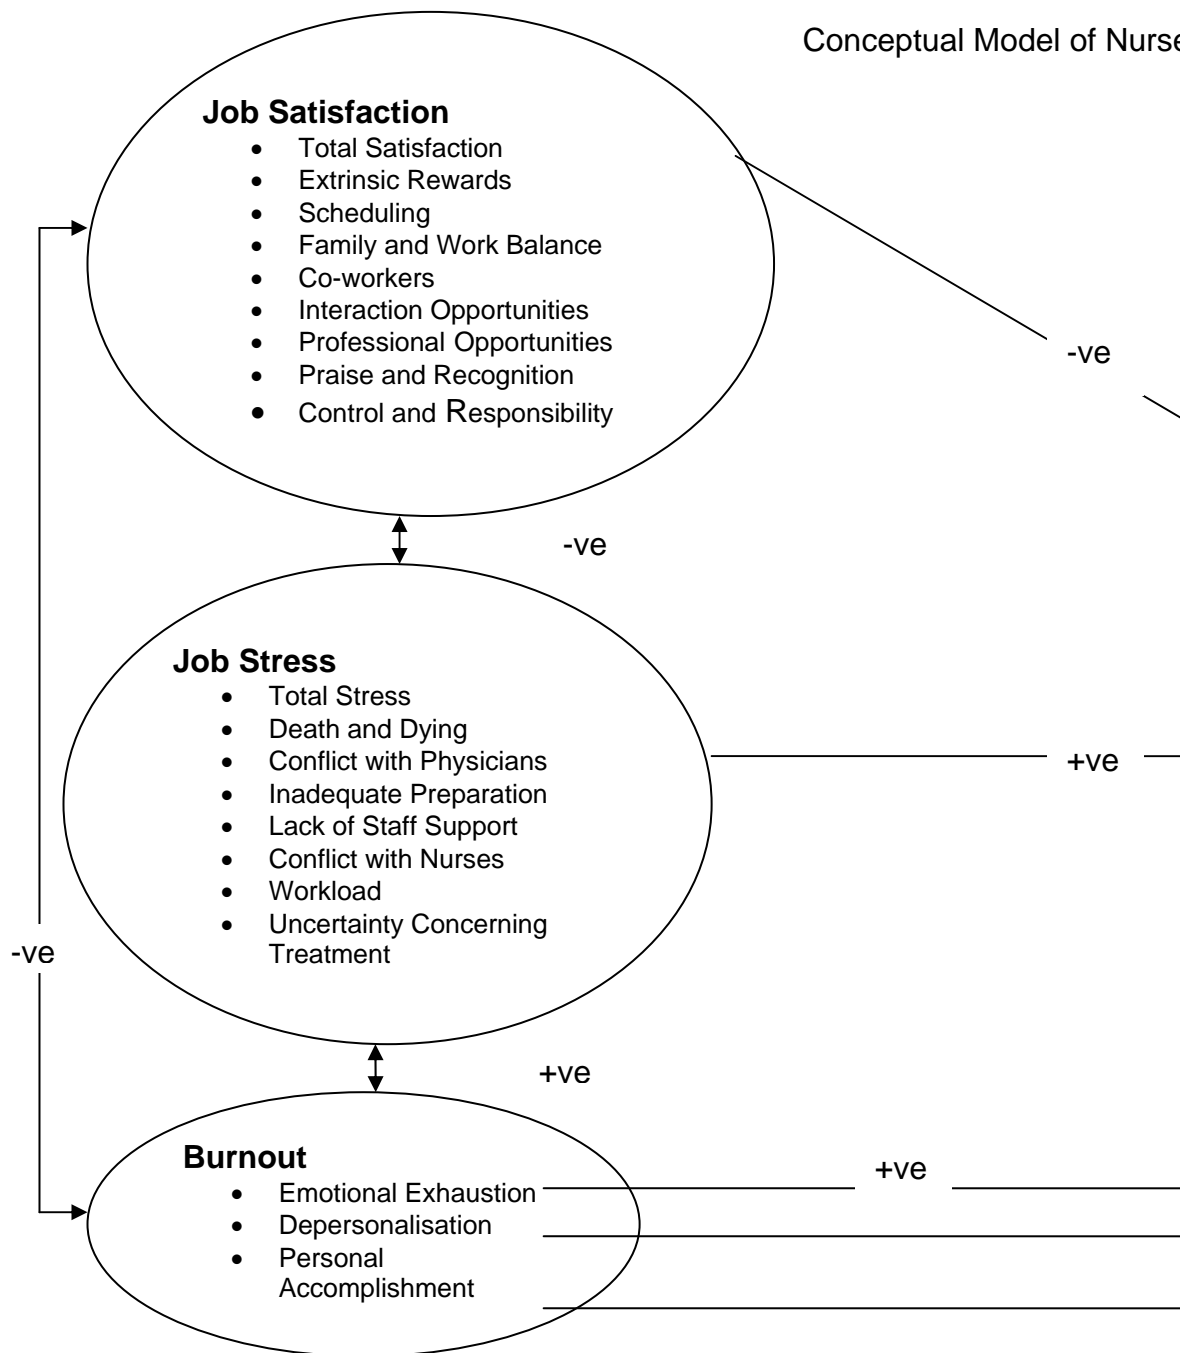 Conceptual Model of Nurse
Job Satisfaction
• Total Satisfaction
• Extrinsic Rewards
• Scheduling
• Family and Work Balance
• Co-workers
• Interaction Opportunities
• Professional Opportunities
• Praise and Recognition
• Control and Responsibility
-ve
-ve
Job Stress
• Total Stress
• Death and Dying
• Conflict with Physicians
• Inadequate Preparation
• Lack of Staff Support
• Conflict with Nurses
• Workload
• Uncertainty Concerning
Treatment
+ve
-ve
+ve
Burnout
• Emotional Exhaustion
• Depersonalisation
• Personal
Accomplishment
+ve